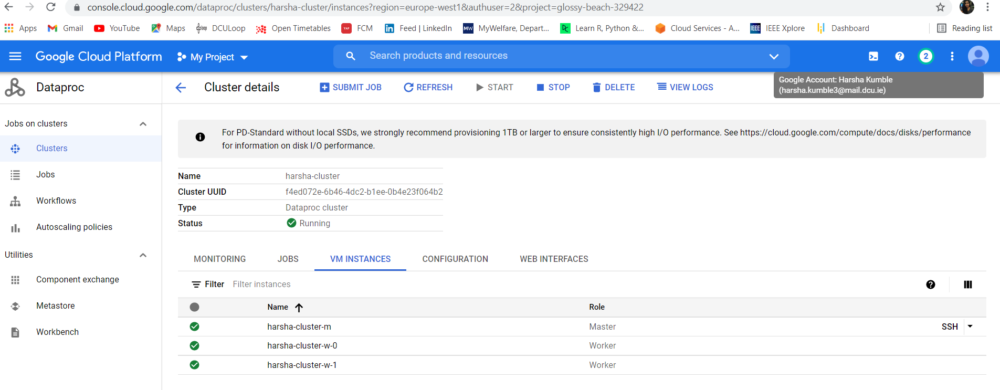 console.cloud.google.com/dataproc/clusters/harsha-cluster/instances?region=europe-west1&authuser=2&project=glossy-beach-329422
Apps Gmail YouTube Maps DCULoop Open Timetables FCM Feed | LinkedIn MyWelfare, Depart... Learn R, Python &... Cloud Services - A... IEEE Xplore Dashboard Reading list
Google Cloud Platform My Project Search products and resources 2
Dataproc Cluster details SUBMIT JOB REFRESH START STOP DELETE VIEW LOGS
Google Account: Harsha Kumble
(harsha.kumble3@mail.dcu.ie)
Jobs on clusters
Clusters
Jobs
Workflows
Autoscaling policies
Utilities
Component exchange
Metastore
Workbench
For PD-Standard without local SSDs, we strongly recommend provisioning 1TB or larger to ensure consistently high I/O performance. See https://cloud.google.com/compute/docs/disks/performance
for information on disk I/O performance.
Name harsha-cluster
Cluster UUID f4ed072e-6b46-4dc2-b1ee-0b4e23f064b2
Type Dataproc cluster
Status Running
MONITORING JOBS VM INSTANCES CONFIGURATION WEB INTERFACES
Filter Filter instances
Name Role
harsha-cluster-m Master SSH
harsha-cluster-w-0 Worker
harsha-cluster-w-1 Worker